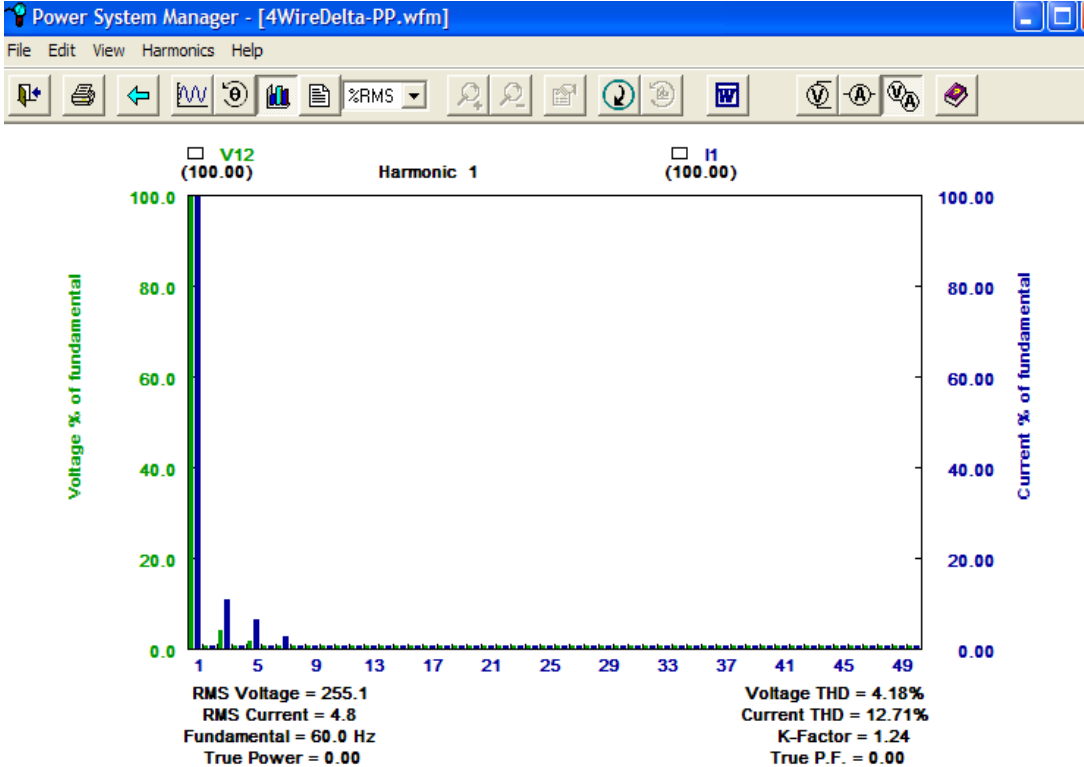 Power System Manager - [4WireDelta-PP.wfm]
File Edit View Harmonics Help
θ %RMS W V A V A ?
V12 I1
(100.00) Harmonic 1 (100.00)
100.0 100.00
80.0 80.00
60.0 60.00
40.0 40.00
20.0 20.00
0.0 0.00
Voltage % of fundamental
Current % of fundamental
1 5 9 13 17 21 25 29 33 37 41 45 49
RMS Voltage = 255.1 Voltage THD = 4.18%
RMS Current = 4.8 Current THD = 12.71%
Fundamental = 60.0 Hz K-Factor = 1.24
True Power = 0.00 True P.F. = 0.00